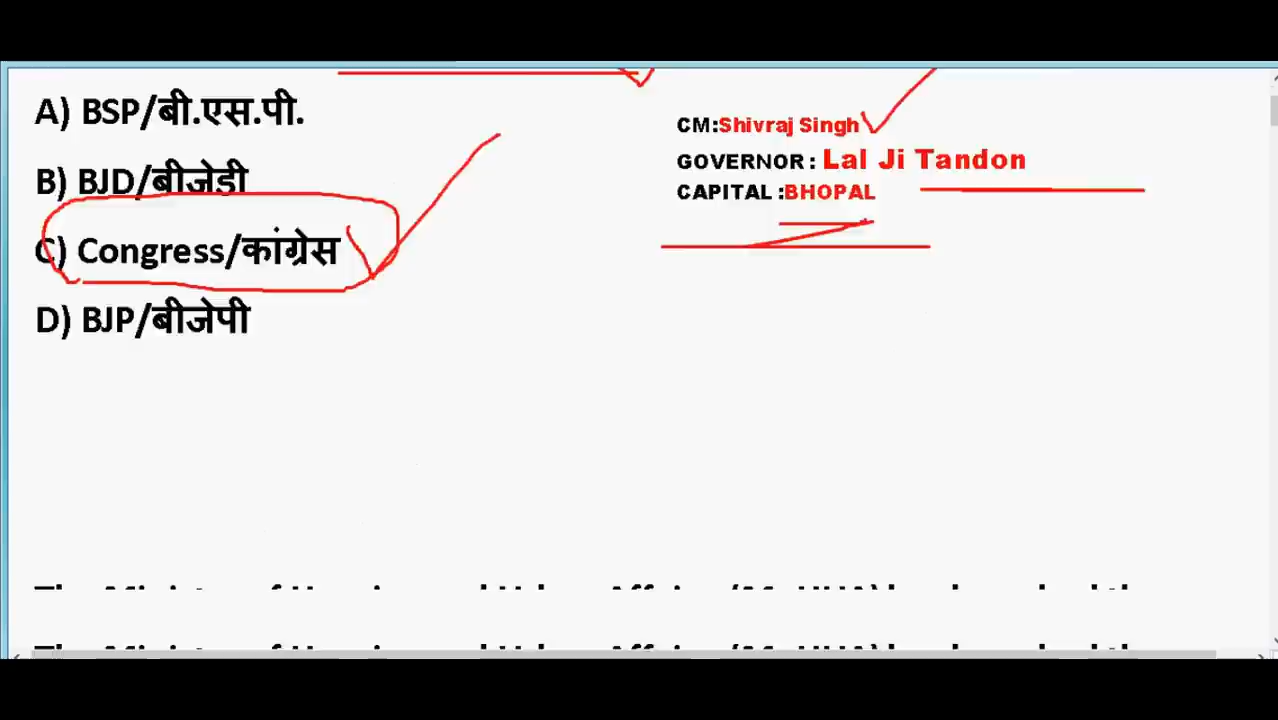 A) BSP/बी.एस.पी.
B) BJD/बीजेडी
C) Congress/कांग्रेस
D) BJP/बीजेपी
CM:Shivraj Singh
GOVERNOR : Lal Ji Tandon
CAPITAL :BHOPAL